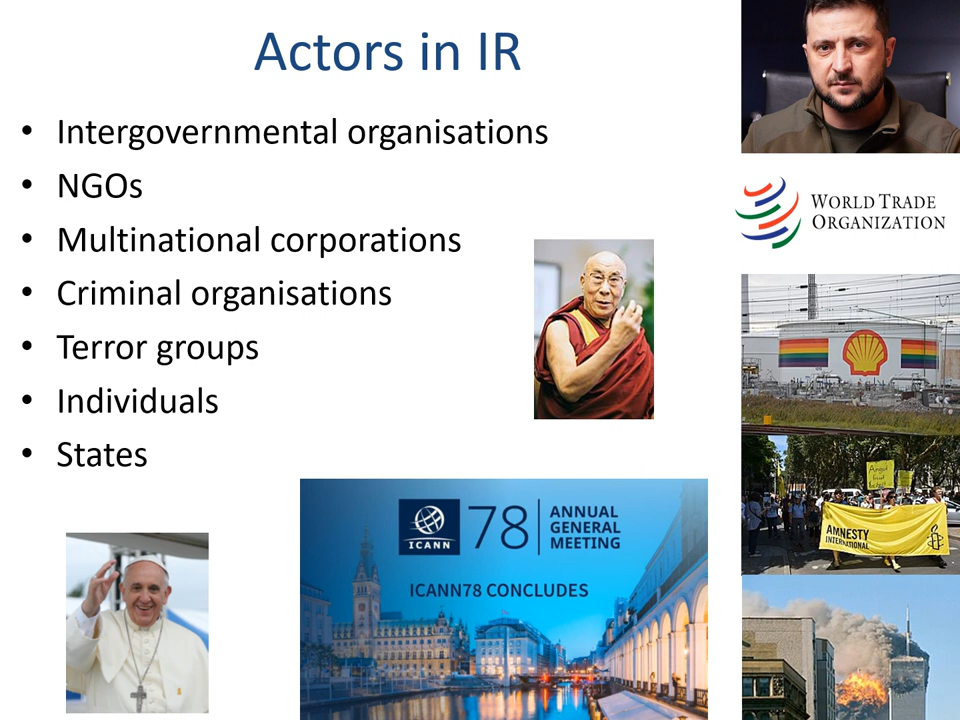 Actors in IR
• Intergovernmental organisations
• NGOs
• Multinational corporations
• Criminal organisations
• Terror groups
• Individuals
• States
WORLD TRADE
ORGANIZATION
ICANN
78
ANNUAL
GENERAL
MEETING
ICANN78 CONCLUDES
AMNESTY
INTERNATIONAL